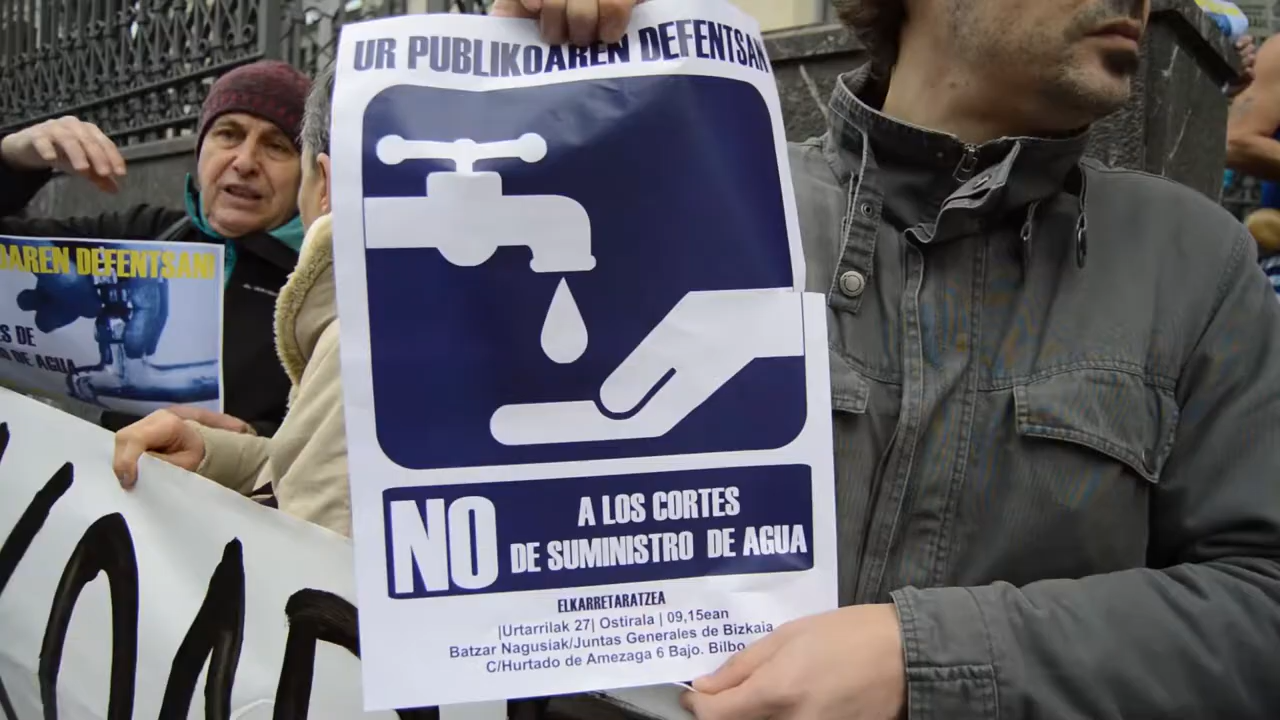 UR PUBLIKOAREN DEFENTSAN
OAREN DEFENTSAN
S DE
DE AGUA
NO
A LOS CORTES
DE SUMINISTRO DE AGUA
ELKARRETARATZEA
|Urtarrilak 27| Ostirala | 09,15ean
Batzar Nagusiak/Juntas Generales de Bizkaia
C/Hurtado de Amezaga 6 Bajo. Bilbo